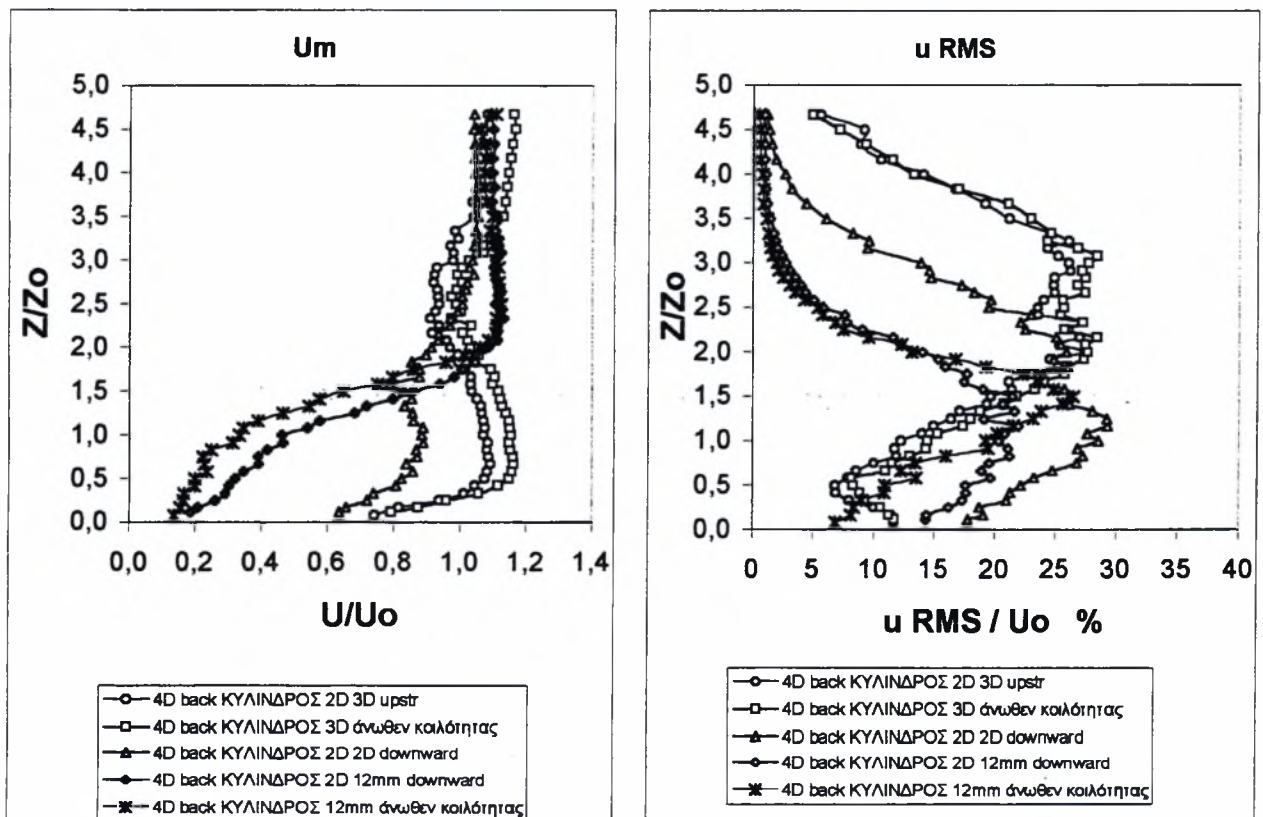 Um
5,0
4,5
4,0
3,5
3,0
2,5
2,0
1,5
1,0
0,5
0,0
Z/Zo
0,0 0,2 0,4 0,6 0,8 1,0 1,2 1,4
U/Uo
4D back ΚΥΛΙΝΔΡΟΣ 2D 3D upstr
4D back ΚΥΛΙΝΔΡΟΣ 3D άνωθεν κοιλότητας
4D back ΚΥΛΙΝΔΡΟΣ 2D 2D downward
4D back ΚΥΛΙΝΔΡΟΣ 2D 12mm downward
4D back ΚΥΛΙΝΔΡΟΣ 12mm άνωθεν κοιλότητας
u RMS
5,0
4,5
4,0
3,5
3,0
2,5
2,0
1,5
1,0
0,5
0,0
Z/Zo
0 5 10 15 20 25 30 35 40
u RMS / Uo %
4D back ΚΥΛΙΝΔΡΟΣ 2D 3D upstr
4D back ΚΥΛΙΝΔΡΟΣ 3D άνωθεν κοιλότητας
4D back ΚΥΛΙΝΔΡΟΣ 2D 2D downward
4D back ΚΥΛΙΝΔΡΟΣ 2D 12mm downward
4D back ΚΥΛΙΝΔΡΟΣ 12mm άνωθεν κοιλότητας